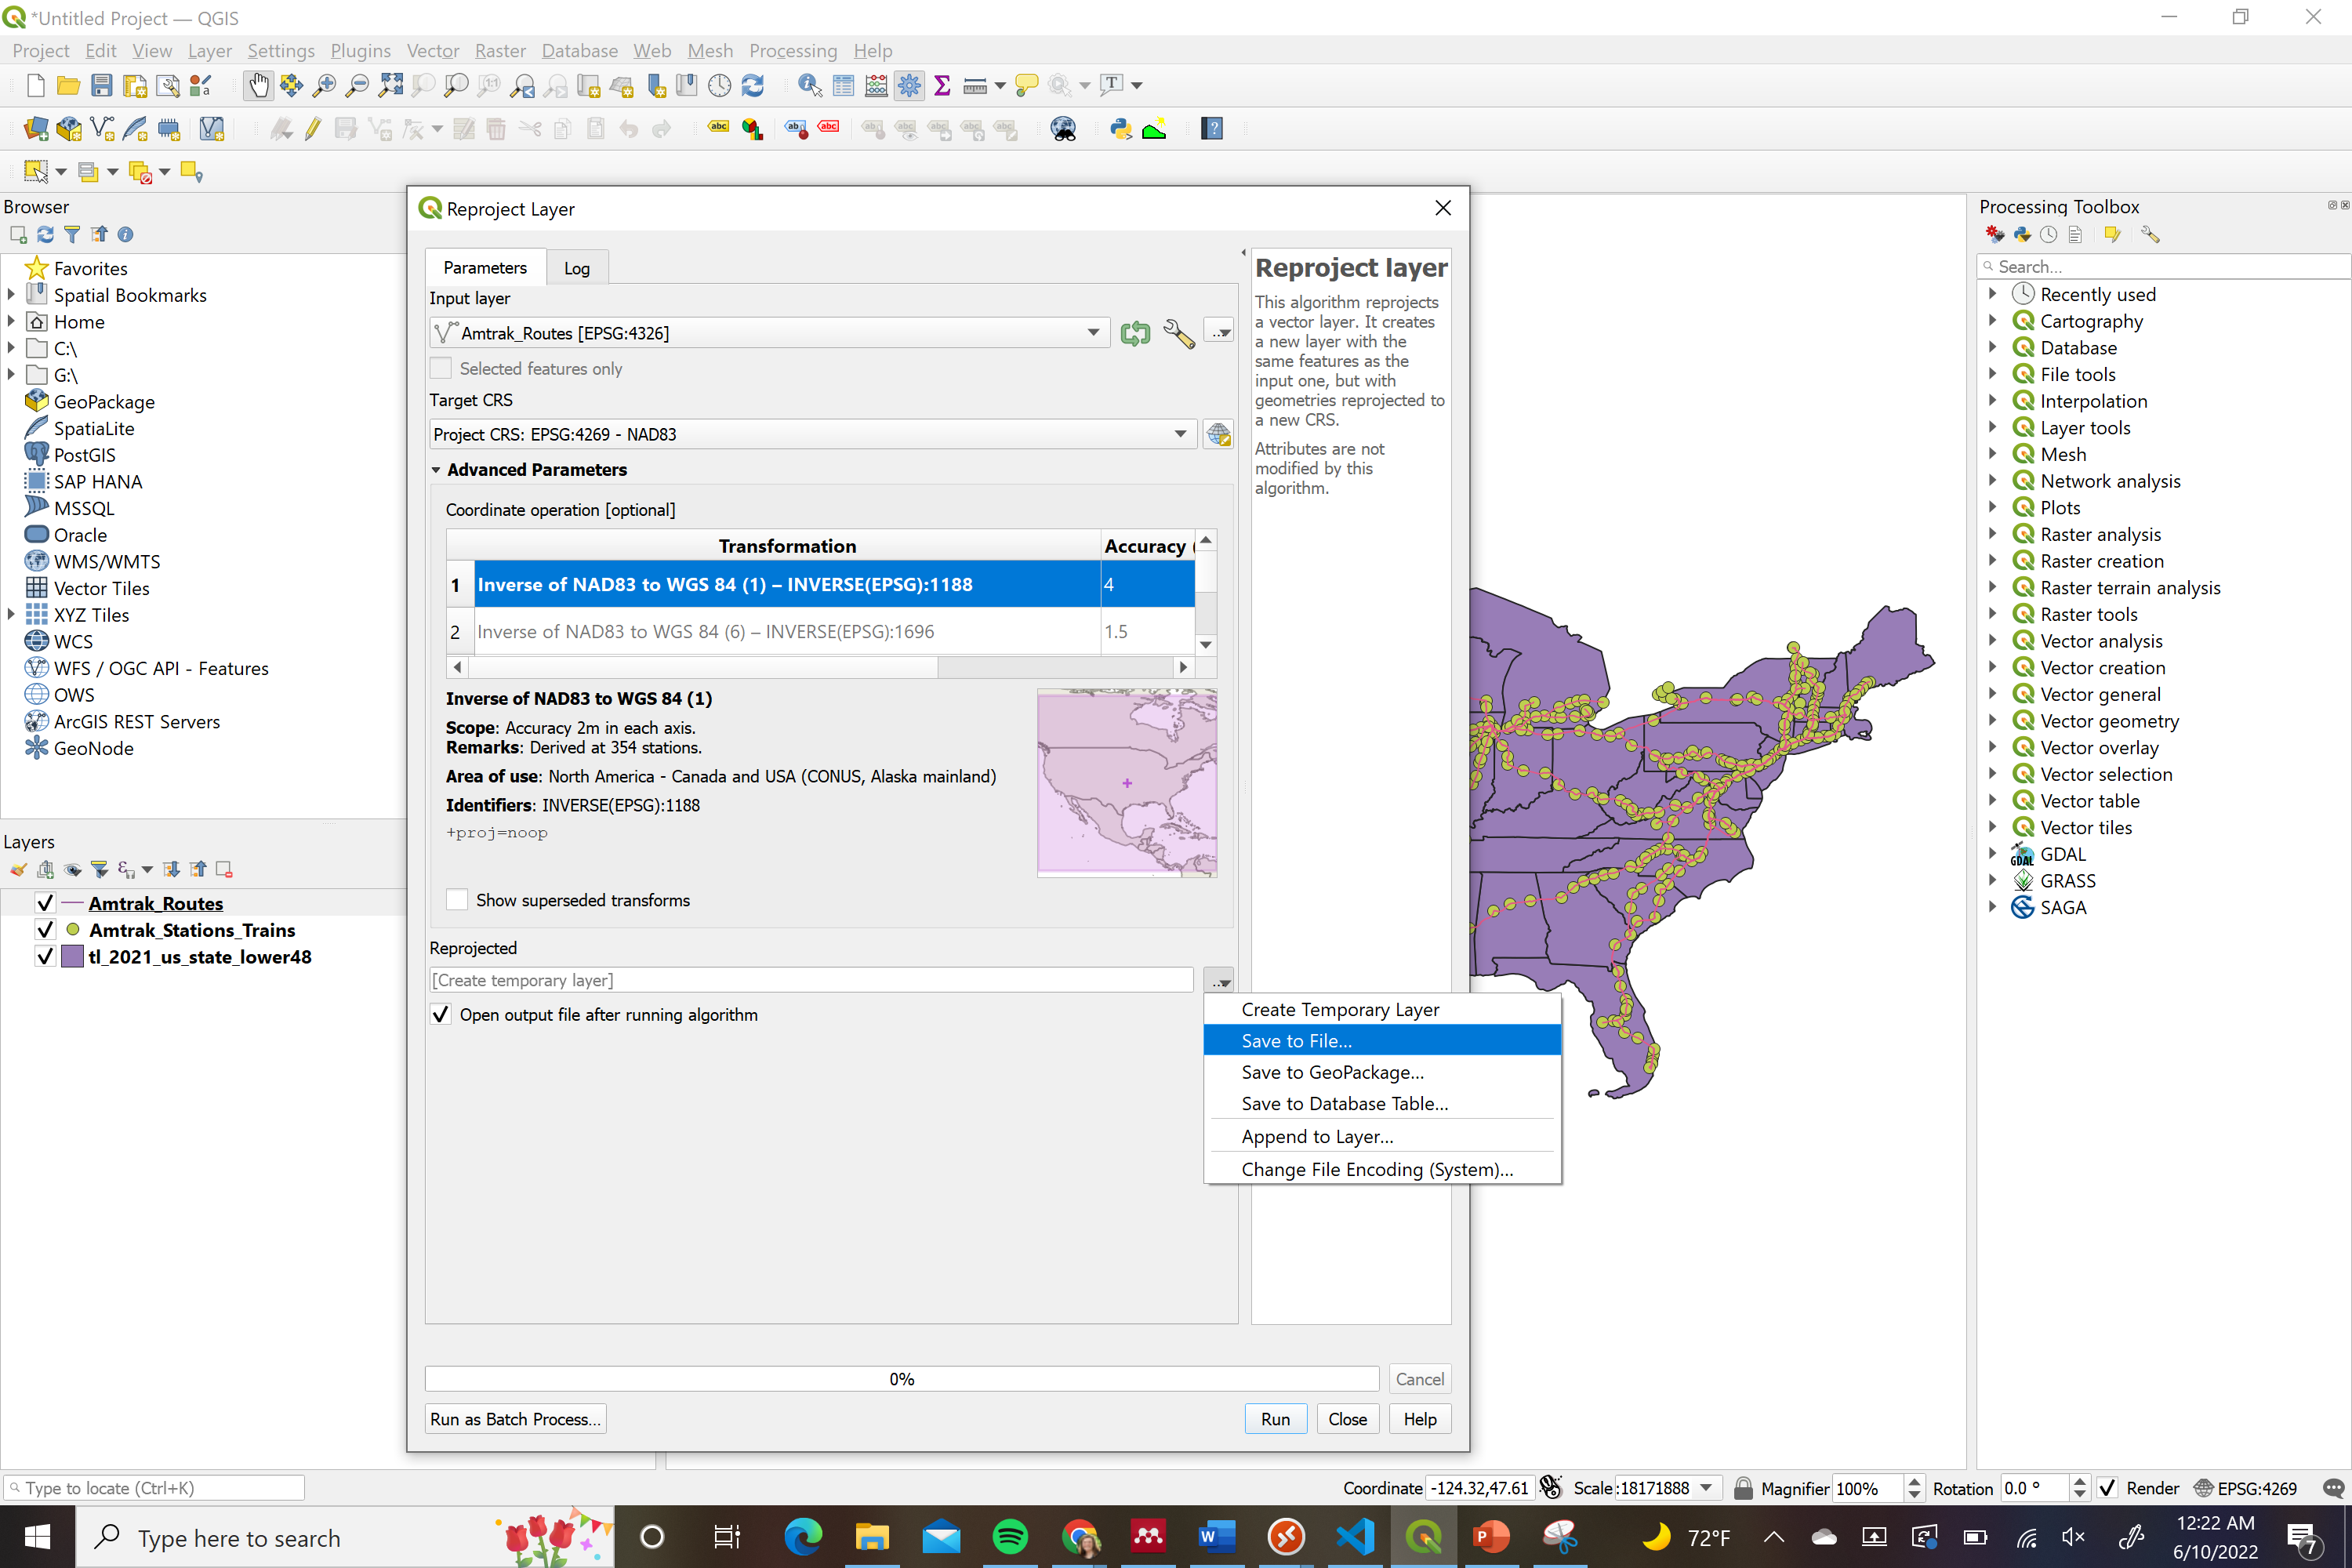 *Untitled Project — QGIS
Project Edit View Layer Settings Plugins Vector Raster Database Web Mesh Processing Help
Browser
Favorites
Spatial Bookmarks
Home
C:\
G:\
GeoPackage
SpatiaLite
PostGIS
SAP HANA
MSSQL
Oracle
WMS/WMTS
Vector Tiles
XYZ Tiles
WCS
WFS / OGC API - Features
OWS
ArcGIS REST Servers
GeoNode
Layers
Amtrak_Routes
Amtrak_Stations_Trains
tl_2021_us_state_lower48
Reproject Layer
Parameters Log
Input layer
Amtrak_Routes [EPSG:4326]
Selected features only
Target CRS
Project CRS: EPSG:4269 - NAD83
Advanced Parameters
Coordinate operation [optional]
Transformation Accuracy (
1 Inverse of NAD83 to WGS 84 (1) – INVERSE(EPSG):1188 4
2 Inverse of NAD83 to WGS 84 (6) – INVERSE(EPSG):1696 1.5
Inverse of NAD83 to WGS 84 (1)
Scope: Accuracy 2m in each axis.
Remarks: Derived at 354 stations.
Area of use: North America - Canada and USA (CONUS, Alaska mainland)
Identifiers: INVERSE(EPSG):1188
+proj=noop
Show superseded transforms
Reprojected
[Create temporary layer]
Open output file after running algorithm
Reproject layer
This algorithm reprojects
a vector layer. It creates
a new layer with the
same features as the
input one, but with
geometries reprojected to
a new CRS.
Attributes are not
modified by this
algorithm.
Create Temporary Layer
Save to File...
Save to GeoPackage...
Save to Database Table...
Append to Layer...
Change File Encoding (System)...
0%
Cancel
Run as Batch Process...
Run Close Help
Processing Toolbox
Search...
Recently used
Cartography
Database
File tools
Interpolation
Layer tools
Mesh
Network analysis
Plots
Raster analysis
Raster creation
Raster terrain analysis
Raster tools
Vector analysis
Vector creation
Vector general
Vector geometry
Vector overlay
Vector selection
Vector table
Vector tiles
GDAL
GRASS
SAGA
Type to locate (Ctrl+K)
Coordinate -124.32,47.61 Scale :18171888 Magnifier 100% Rotation 0.0 ° Render EPSG:4269
Type here to search
72°F
12:22 AM
6/10/2022
7